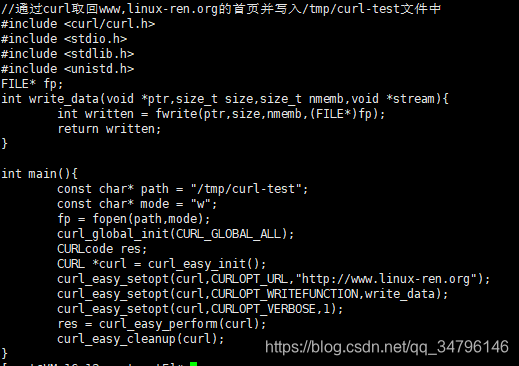 //通过curl取回www,linux-ren.org的首页并写入/tmp/curl-test文件中
#include <curl/curl.h>
#include <stdio.h>
#include <stdlib.h>
#include <unistd.h>
FILE* fp;
int write_data(void *ptr,size_t size,size_t nmemb,void *stream){
        int written = fwrite(ptr,size,nmemb,(FILE*)fp);
        return written;
}

int main(){
        const char* path = "/tmp/curl-test";
        const char* mode = "w";
        fp = fopen(path,mode);
        curl_global_init(CURL_GLOBAL_ALL);
        CURLcode res;
        CURL *curl = curl_easy_init();
        curl_easy_setopt(curl,CURLOPT_URL,"http://www.linux-ren.org");
        curl_easy_setopt(curl,CURLOPT_WRITEFUNCTION,write_data);
        curl_easy_setopt(curl,CURLOPT_VERBOSE,1);
        res = curl_easy_perform(curl);
        curl_easy_cleanup(curl);
}
https://blog.csdn.net/qq_34796146